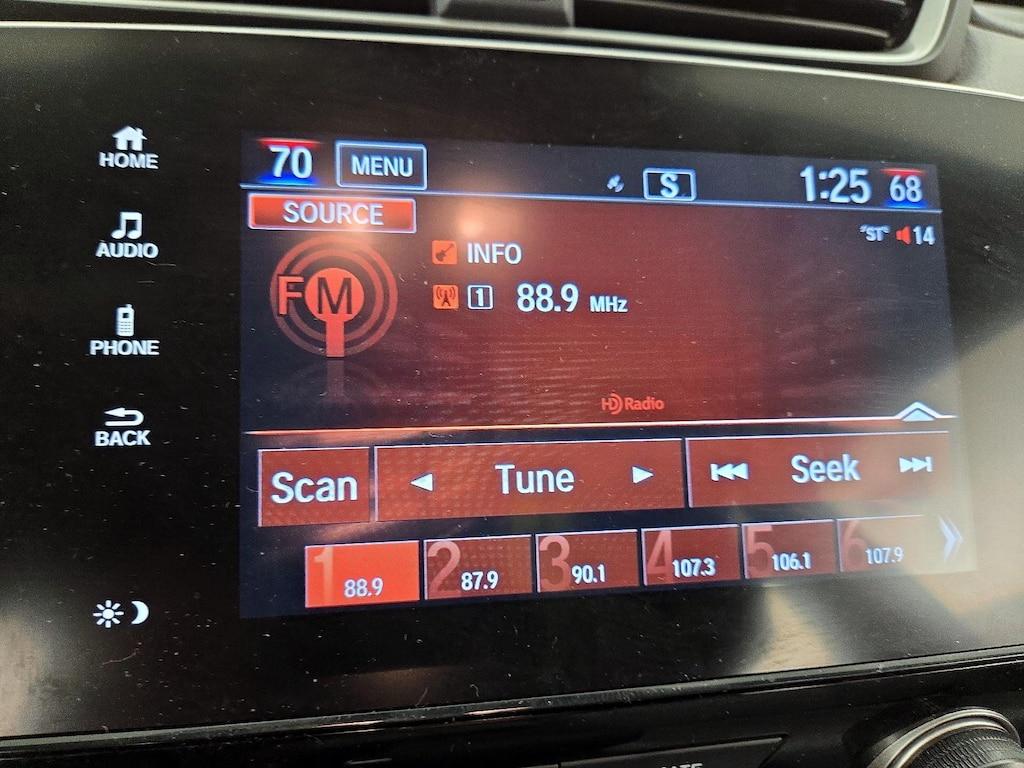 HOME
AUDIO
PHONE
BACK
70 MENU S 1:25 68
SOURCE
"ST" 14
FM
INFO
1 88.9 MHz
HD Radio
Scan Tune Seek
1 88.9 2 87.9 3 90.1 4 107.3 5 106.1 6 107.9